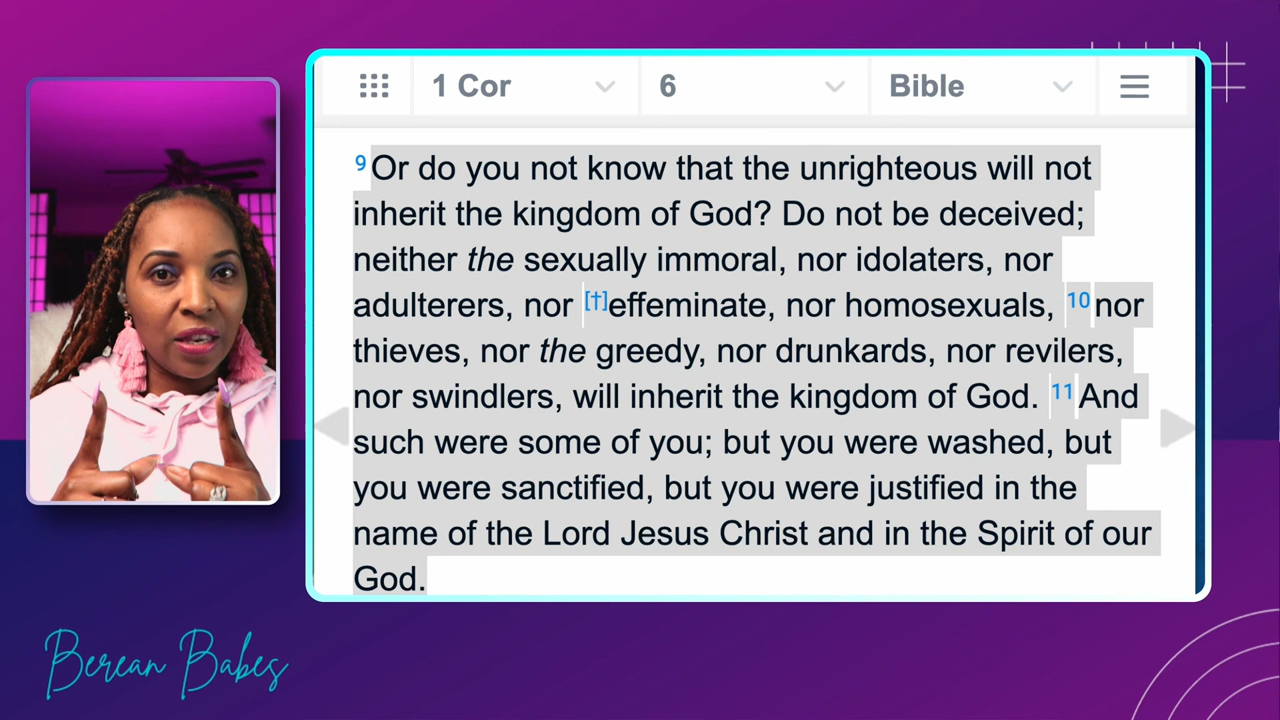 1 Cor 6 Bible
9 Or do you not know that the unrighteous will not
inherit the kingdom of God? Do not be deceived;
neither the sexually immoral, nor idolaters, nor
adulterers, nor [†]effeminate, nor homosexuals, 10 nor
thieves, nor the greedy, nor drunkards, nor revilers,
nor swindlers, will inherit the kingdom of God. 11 And
such were some of you; but you were washed, but
you were sanctified, but you were justified in the
name of the Lord Jesus Christ and in the Spirit of our
God.
Berean Babes